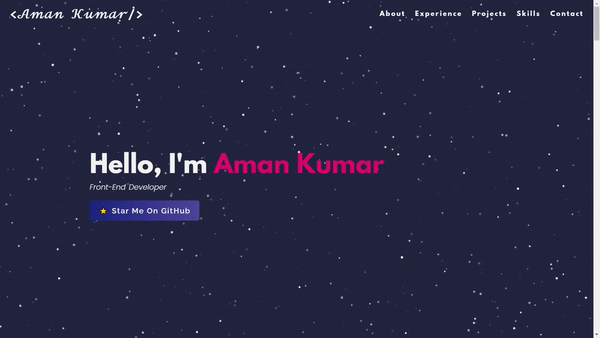 <Aman Kumar/>
About Experience Projects Skills Contact
Hello, I'm Aman Kumar
Front-End Developer
⭐ Star Me On GitHub